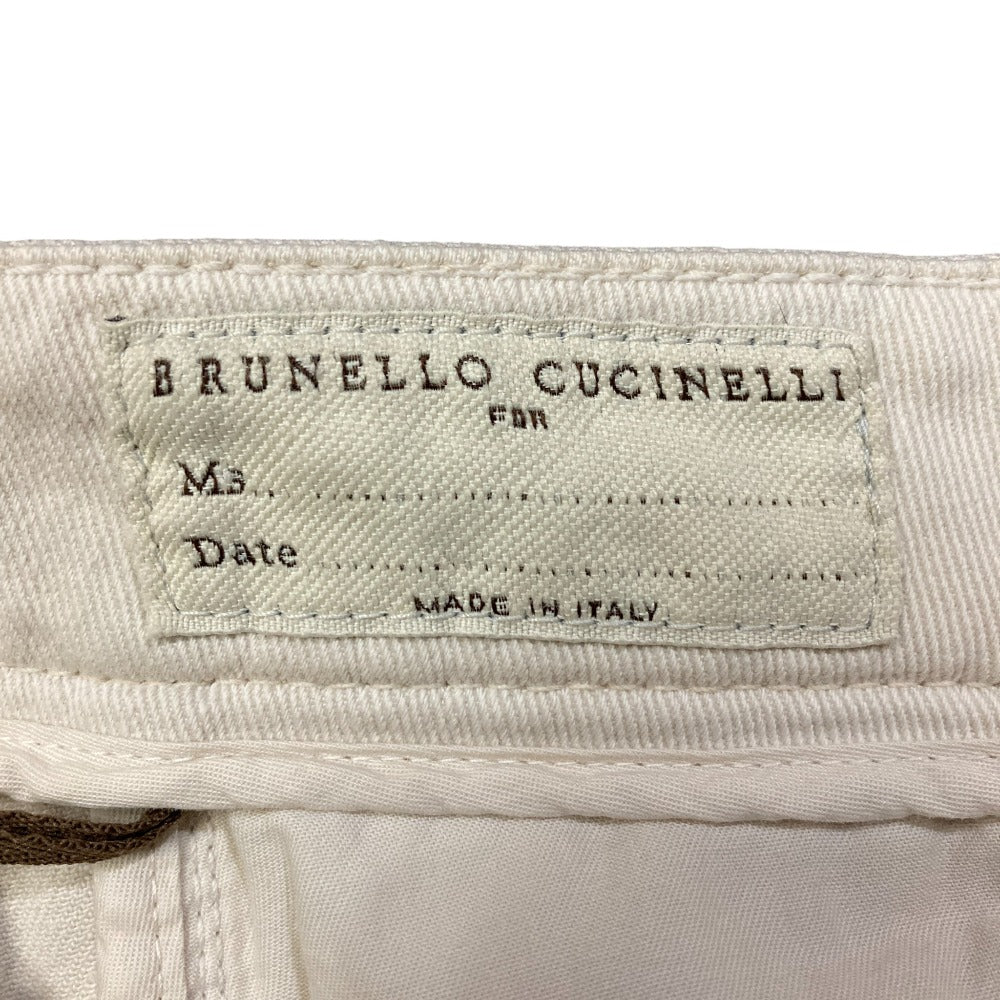 BRUNELLO CUCINELLI
FOR
Ms..........................................
Date ..........................................
MADE IN ITALY